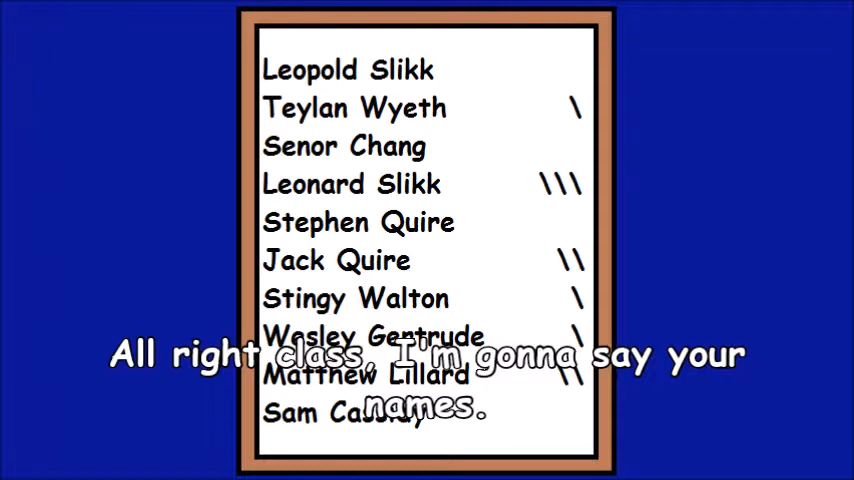 Leopold Slikk
Teylan Wyeth \
Senor Chang
Leonard Slikk \\\
Stephen Quire
Jack Quire \\
Stingy Walton \
Wesley Gertrude \
Matthew Lillard \\
Sam Cassidy
All right class, I'm gonna say your
names.